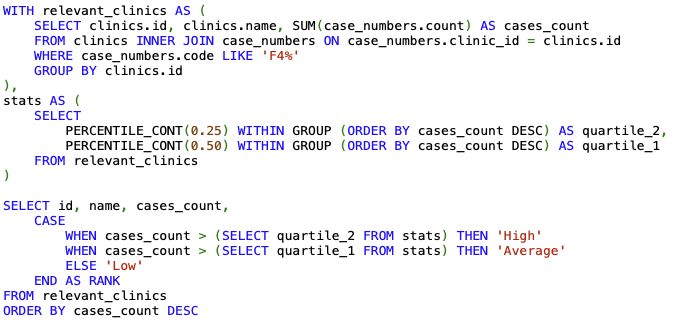 WITH relevant_clinics AS (
    SELECT clinics.id, clinics.name, SUM(case_numbers.count) AS cases_count
    FROM clinics INNER JOIN case_numbers ON case_numbers.clinic_id = clinics.id
    WHERE case_numbers.code LIKE 'F4%'
    GROUP BY clinics.id
),
stats AS (
    SELECT
        PERCENTILE_CONT(0.25) WITHIN GROUP (ORDER BY cases_count DESC) AS quartile_2,
        PERCENTILE_CONT(0.50) WITHIN GROUP (ORDER BY cases_count DESC) AS quartile_1
    FROM relevant_clinics
)

SELECT id, name, cases_count,
    CASE
        WHEN cases_count > (SELECT quartile_2 FROM stats) THEN 'High'
        WHEN cases_count > (SELECT quartile_1 FROM stats) THEN 'Average'
        ELSE 'Low'
    END AS RANK
FROM relevant_clinics
ORDER BY cases_count DESC